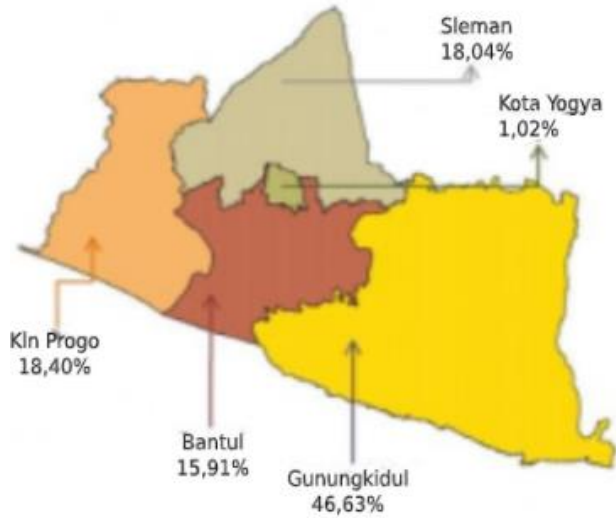 Sleman
18,04%
Kota Yogya
1,02%
Kln Progo
18,40%
Bantul
15,91%
Gunungkidul
46,63%